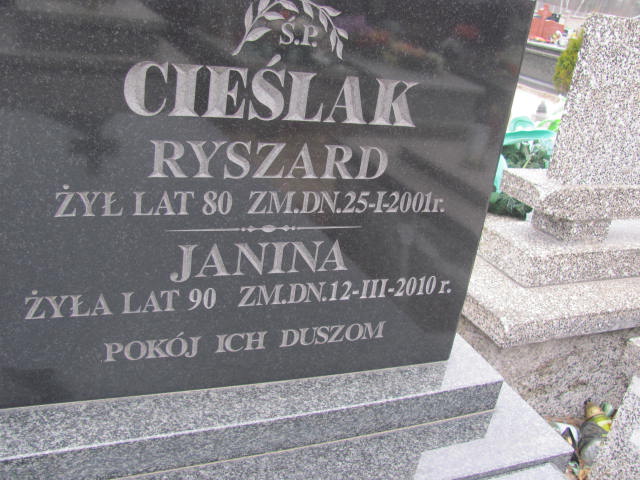 Ś.P.
CIEŚLAK
RYSZARD
ŻYŁ LAT 80 ZM.DN.25-I-2001r.
JANINA
ŻYŁA LAT 90 ZM.DN.12-III-2010 r.
POKÓJ ICH DUSZOM